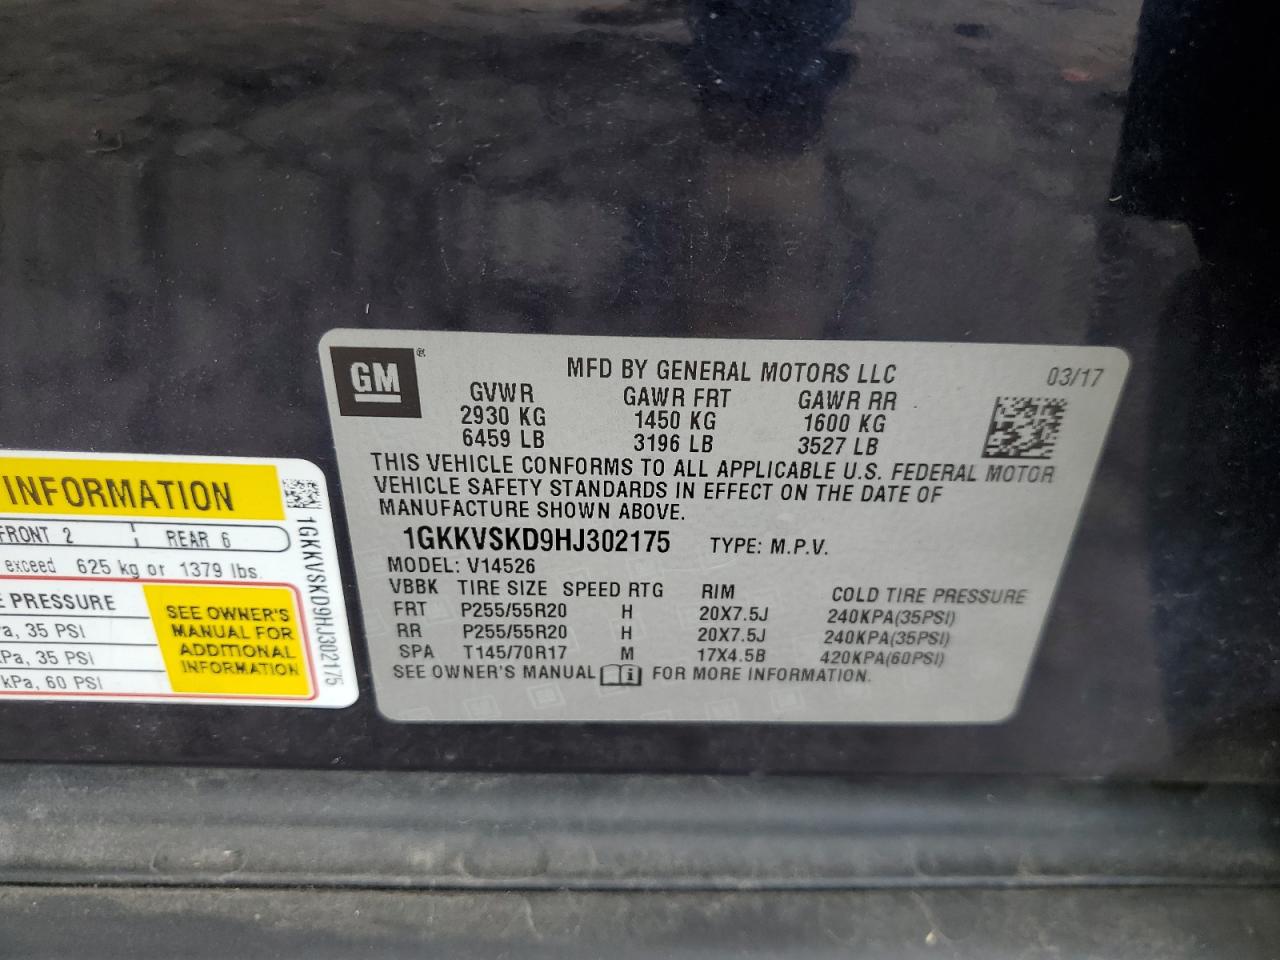 GM®
MFD BY GENERAL MOTORS LLC
03/17
GVWR GAWR FRT GAWR RR
2930 KG 1450 KG 1600 KG
6459 LB 3196 LB 3527 LB
THIS VEHICLE CONFORMS TO ALL APPLICABLE U.S. FEDERAL MOTOR
VEHICLE SAFETY STANDARDS IN EFFECT ON THE DATE OF
MANUFACTURE SHOWN ABOVE.
1GKKVSKD9HJ302175 TYPE: M.P.V.
MODEL: V14526
VBBK TIRE SIZE SPEED RTG RIM COLD TIRE PRESSURE
FRT P255/55R20 H 20X7.5J 240KPA(35PSI)
RR P255/55R20 H 20X7.5J 240KPA(35PSI)
SPA T145/70R17 M 17X4.5B 420KPA(60PSI)
SEE OWNER'S MANUAL FOR MORE INFORMATION.
INFORMATION
FRONT 2 REAR 6
exceed 625 kg or 1379 lbs.
PRESSURE
a, 35 PSI
Pa, 35 PSI
kPa, 60 PSI
SEE OWNER'S
MANUAL FOR
ADDITIONAL
INFORMATION
1GKKVSKD9HJ302175